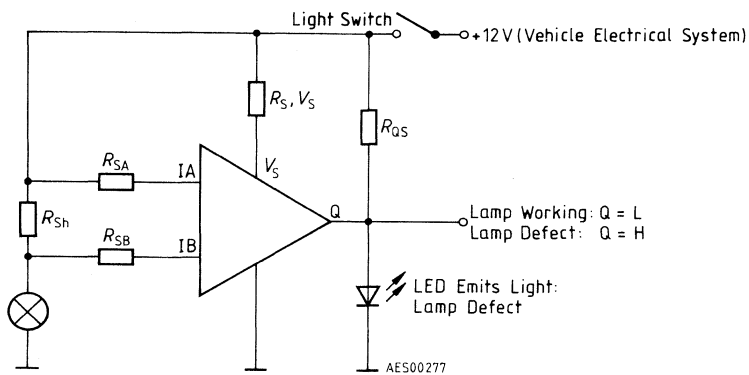 Light Switch
+12V (Vehicle Electrical System)
R_S, V_S
R_QS
R_SA
IA
V_S
Q
R_Sh
R_SB
IB
Lamp Working: Q = L
Lamp Defect: Q = H
LED Emits Light:
Lamp Defect
AES00277